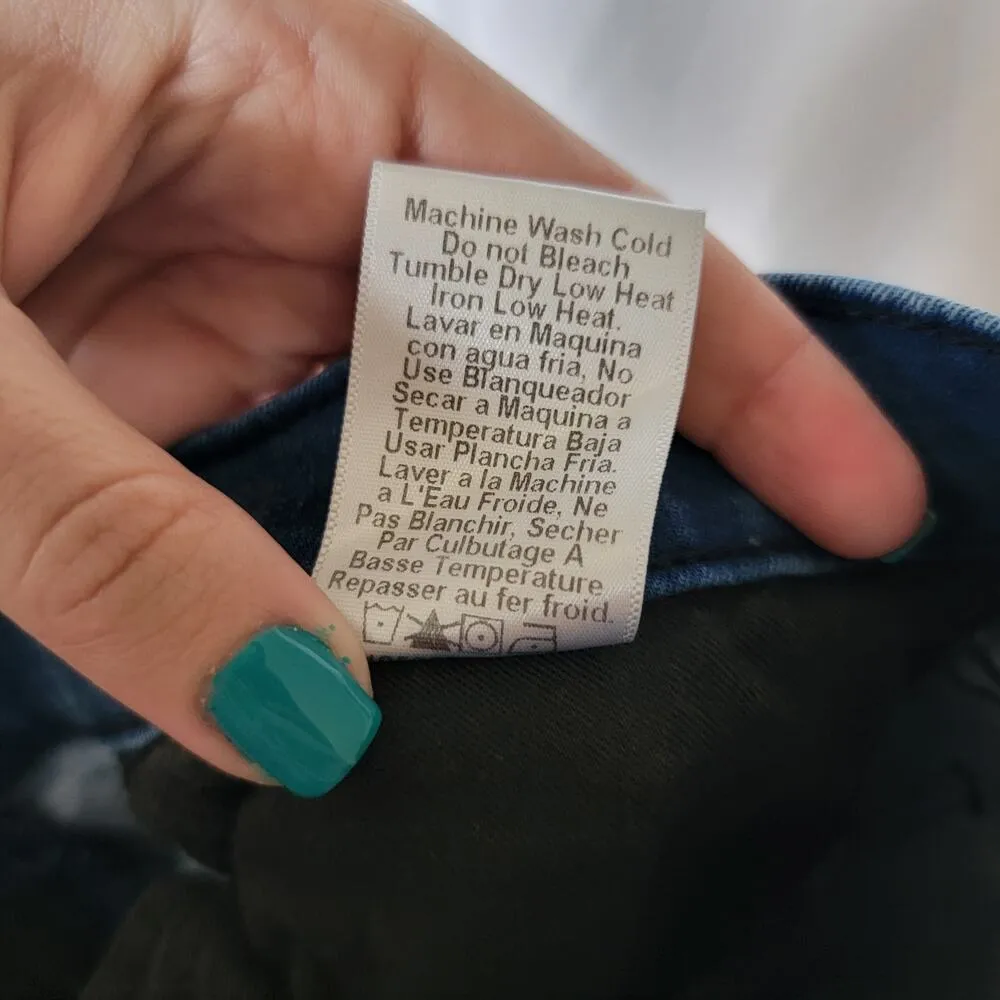 Machine Wash Cold
Do not Bleach
Tumble Dry Low Heat
Iron Low Heat.
Lavar en Maquina
con agua fria, No
Use Blanqueador
Secar a Maquina a
Temperatura Baja
Usar Plancha Fria.
Laver a la Machine
a L'Eau Froide, Ne
Pas Blanchir, Secher
Par Culbutage A
Basse Temperature
Repasser au fer froid.